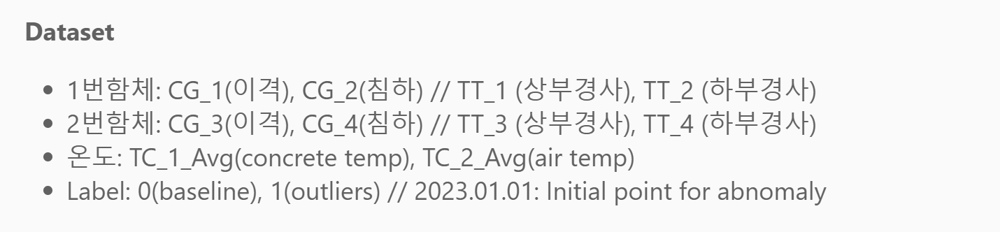 Dataset
• 1번함체: CG_1(이격), CG_2(침하) // TT_1 (상부경사), TT_2 (하부경사)
• 2번함체: CG_3(이격), CG_4(침하) // TT_3 (상부경사), TT_4 (하부경사)
• 온도: TC_1_Avg(concrete temp), TC_2_Avg(air temp)
• Label: 0(baseline), 1(outliers) // 2023.01.01: Initial point for abnomaly